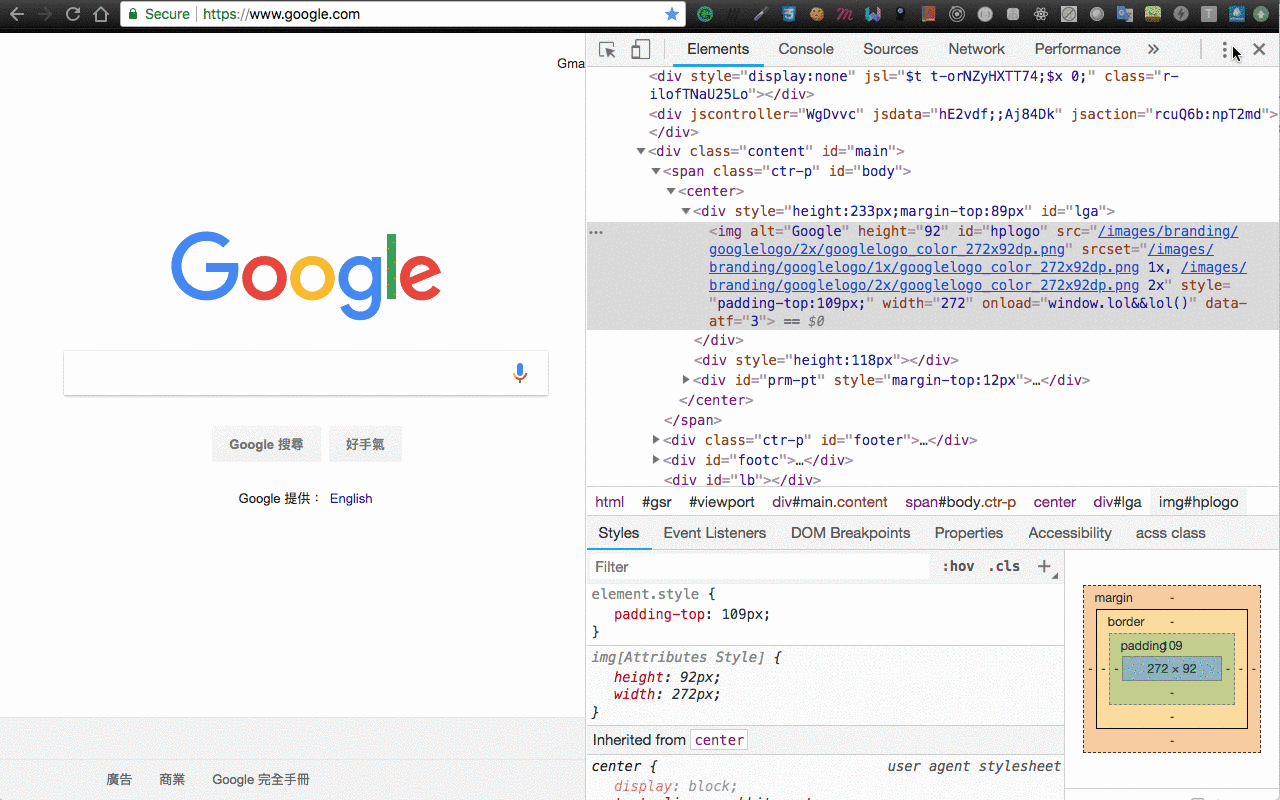 Secure https://www.google.com
Gma
Google
Google 搜尋 好手氣
Google 提供： English
廣告 商業 Google 完全手冊
Elements Console Sources Network Performance »
<div style="display:none" jsl="$t t-orNZyHXTT74;$x 0;" class="r-
ilofTNaU25Lo"></div>
<div jscontroller="WgDvvc" jsdata="hE2vdf;;Aj84Dk" jsaction="rcuQ6b:npT2md">
</div>
▼<div class="content" id="main">
▼<span class="ctr-p" id="body">
▼<center>
▼<div style="height:233px;margin-top:89px" id="lga">
<img alt="Google" height="92" id="hplogo" src="/images/branding/
googlelogo/2x/googlelogo_color_272x92dp.png" srcset="/images/
branding/googlelogo/1x/googlelogo_color_272x92dp.png 1x, /images/
branding/googlelogo/2x/googlelogo_color_272x92dp.png 2x" style=
"padding-top:109px;" width="272" onload="window.lol&&lol()" data-
atf="3"> == $0
</div>
<div style="height:118px"></div>
▶<div id="prm-pt" style="margin-top:12px">…</div>
</center>
</span>
▶<div class="ctr-p" id="footer">…</div>
▶<div id="footc">…</div>
<div id="lb"></div>
html #gsr #viewport div#main.content span#body.ctr-p center div#lga img#hplogo
Styles Event Listeners DOM Breakpoints Properties Accessibility acss class
Filter :hov .cls +
element.style {
padding-top: 109px;
}
img[Attributes Style] {
height: 92px;
width: 272px;
}
Inherited from center
center { user agent stylesheet
display: block;
margin -
border -
padding 109
- - - 272 × 92 - - -
-
-
-